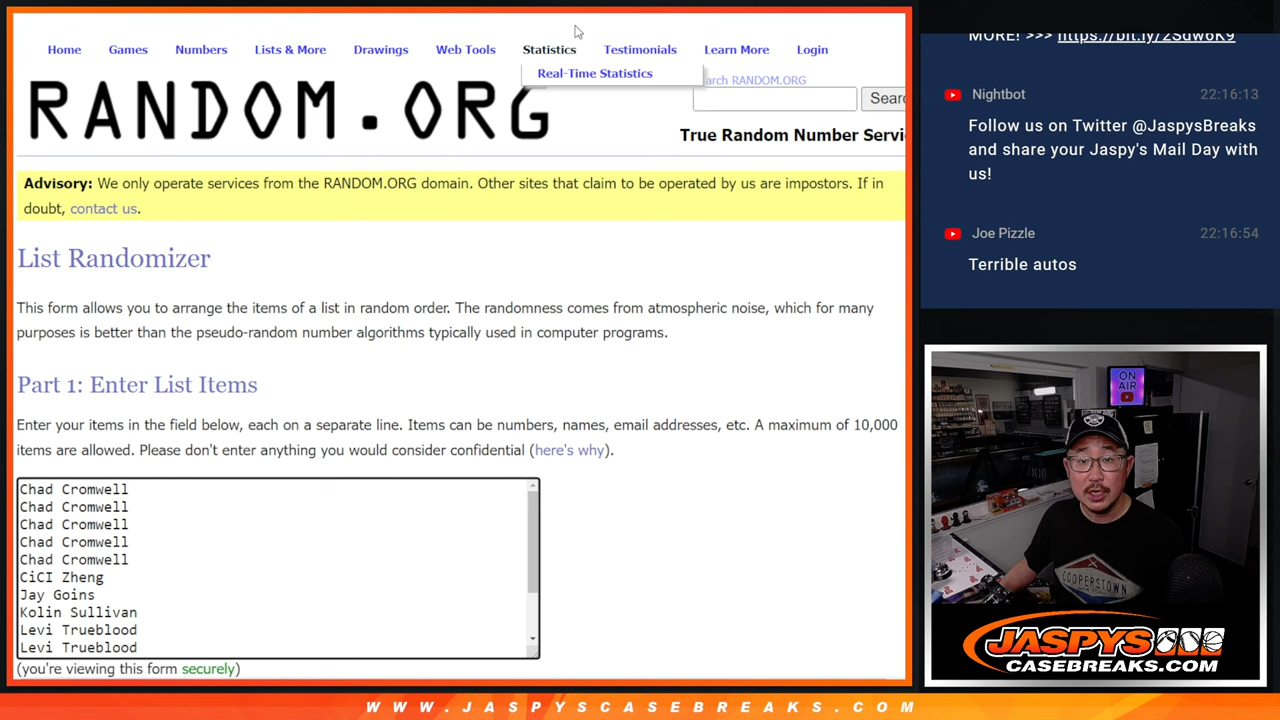 Home Games Numbers Lists & More Drawings Web Tools Statistics Testimonials Learn More Login
Real-Time Statistics
arch RANDOM.ORG
RANDOM.ORG
Sear
True Random Number Servi
Advisory: We only operate services from the RANDOM.ORG domain. Other sites that claim to be operated by us are impostors. If in
doubt, contact us.
List Randomizer
This form allows you to arrange the items of a list in random order. The randomness comes from atmospheric noise, which for many
purposes is better than the pseudo-random number algorithms typically used in computer programs.
Part 1: Enter List Items
Enter your items in the field below, each on a separate line. Items can be numbers, names, email addresses, etc. A maximum of 10,000
items are allowed. Please don't enter anything you would consider confidential (here's why).
Chad Cromwell
Chad Cromwell
Chad Cromwell
Chad Cromwell
Chad Cromwell
CiCI Zheng
Jay Goins
Kolin Sullivan
Levi Trueblood
Levi Trueblood
(you're viewing this form securely)
MORE! >>> https://bit.ly/2Sdw6K9
Nightbot 22:16:13
Follow us on Twitter @JaspysBreaks
and share your Jaspy's Mail Day with
us!
Joe Pizzle 22:16:54
Terrible autos
ON
AIR
COOPERSTOWN
JASPYS
CASEBREAKS.COM
WWW.JASPYSCASEBREAKS.COM